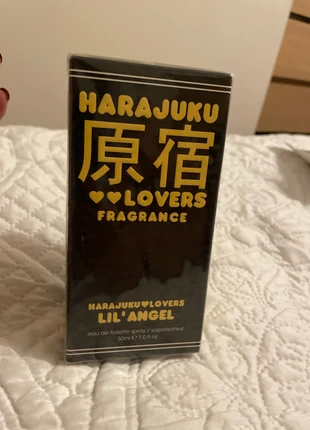 HARAJUKU
原宿
♥♥LOVERS
FRAGRANCE
HARAJUKU♥LOVERS
LIL' ANGEL
eau de toilette spray / vaporisateur
30ml e 1.0 fl oz